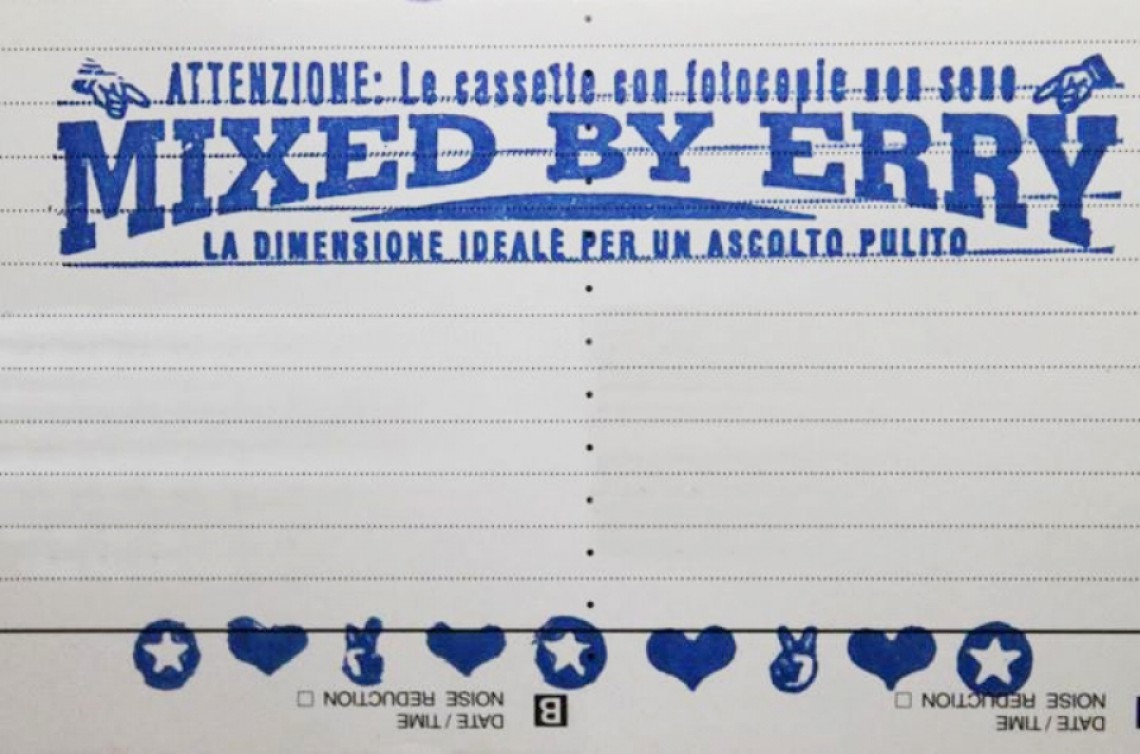 ATTENZIONE: Le cassette con fotocopie non sono
MIXED BY ERRY
LA DIMENSIONE IDEALE PER UN ASCOLTO PULITO
B DATE / TIME
NOISE REDUCTION
DATE / TIME
NOISE REDUCTION